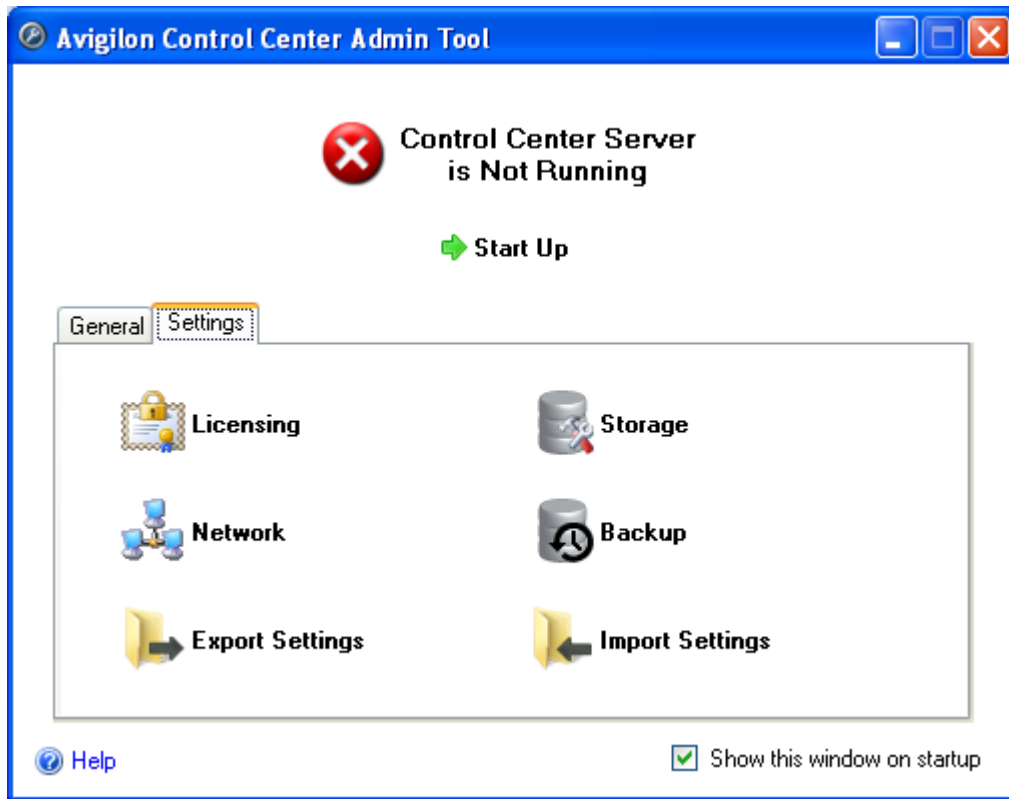 Avigilon Control Center Admin Tool
Control Center Server
is Not Running
Start Up
General
Settings
Licensing
Storage
Network
Backup
Export Settings
Import Settings
Help
Show this window on startup